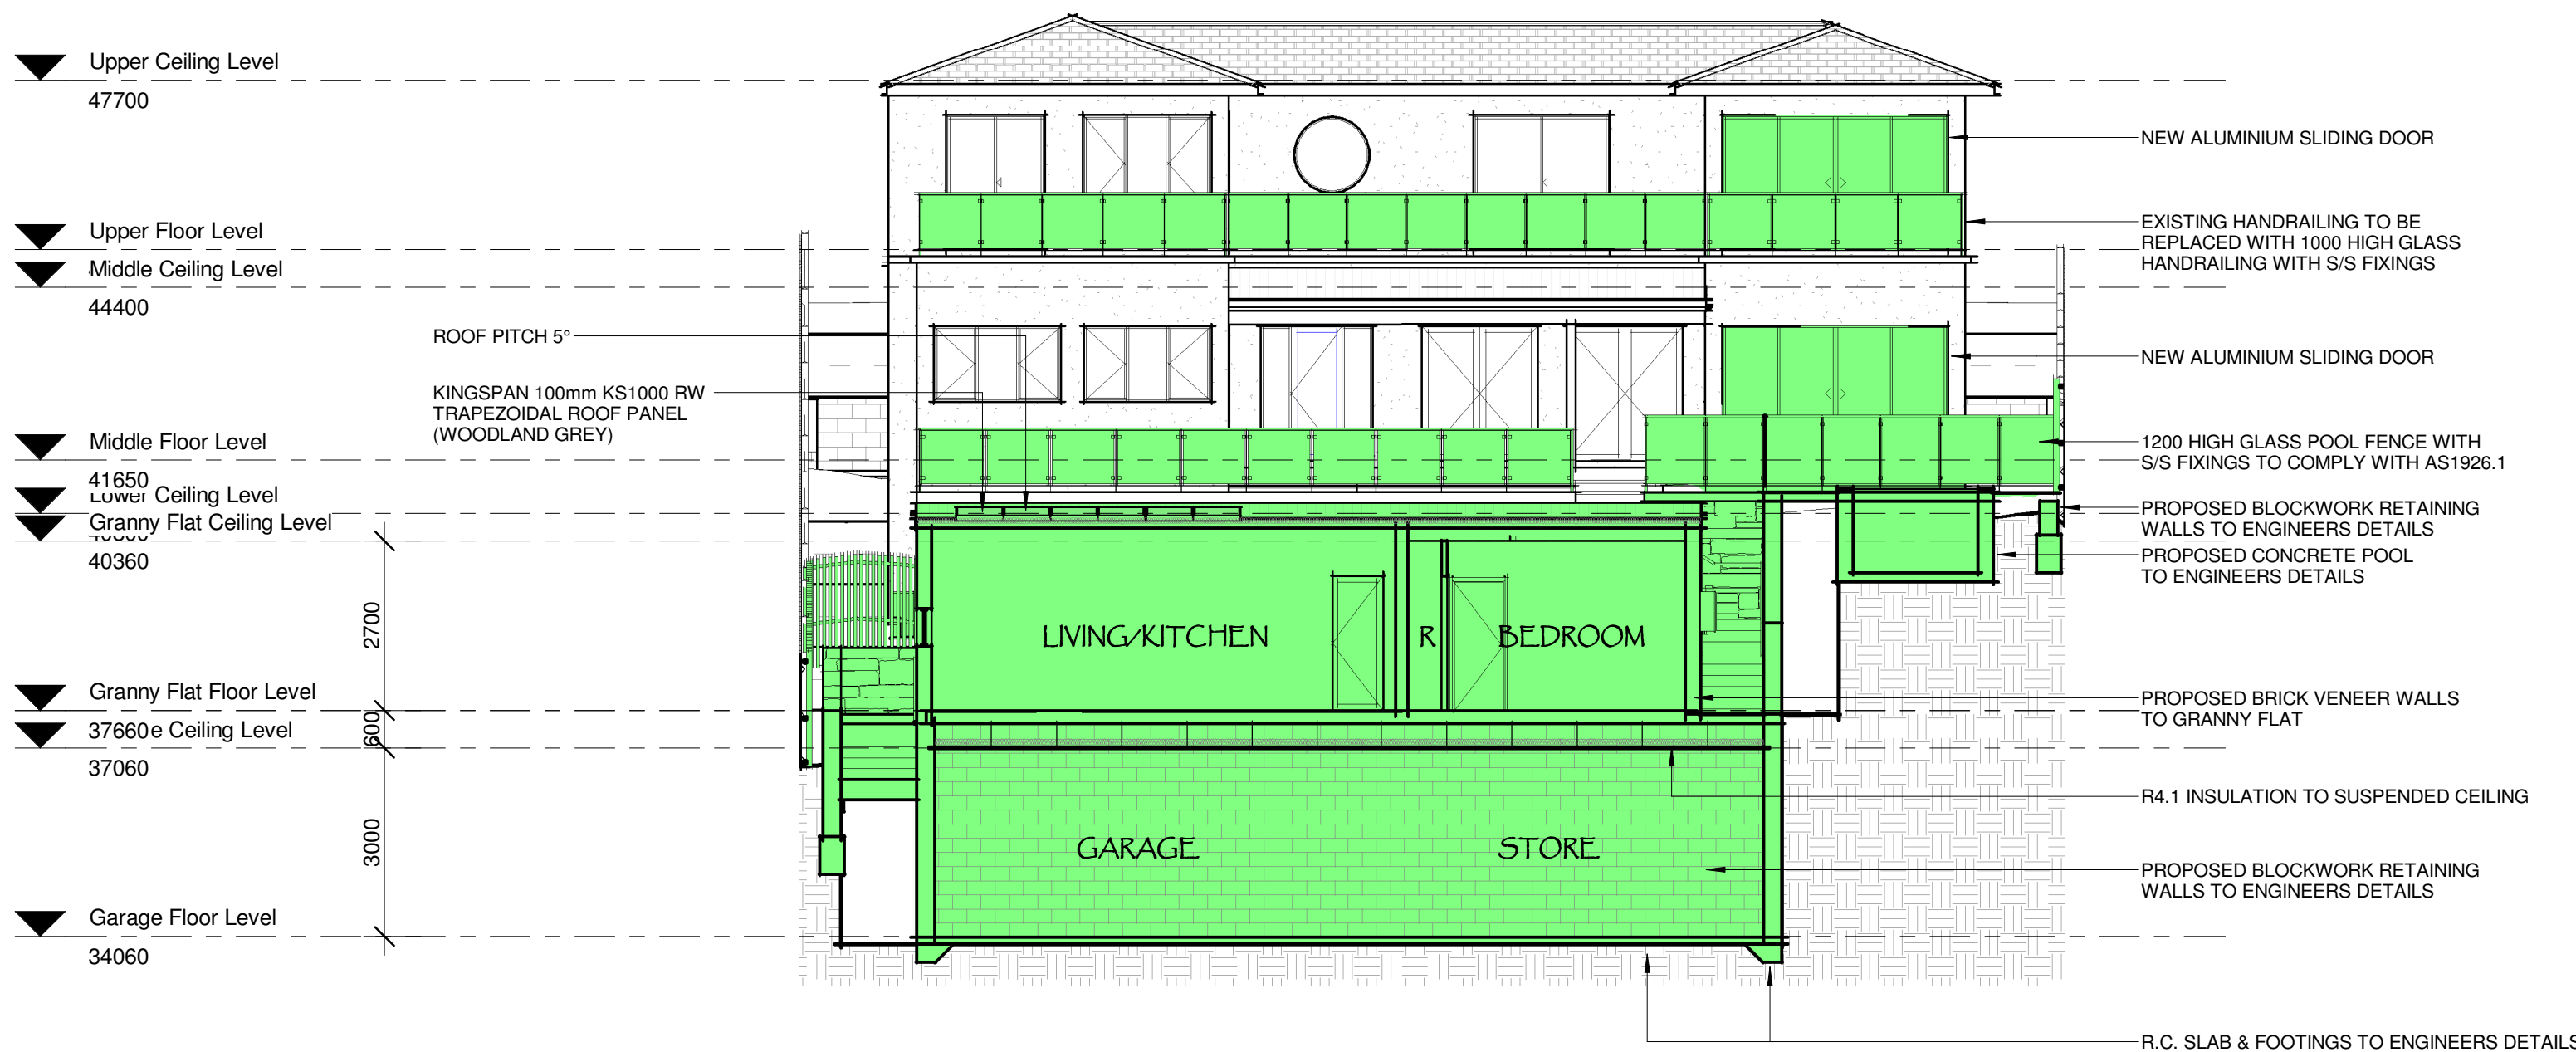 Upper Ceiling Level
47700
Upper Floor Level
Middle Ceiling Level
44400
Middle Floor Level
41650
Lower Ceiling Level
Granny Flat Ceiling Level
40360
2700
Granny Flat Floor Level
600
37660
e Ceiling Level
37060
3000
Garage Floor Level
34060
ROOF PITCH 5°
KINGSPAN 100mm KS1000 RW
TRAPEZOIDAL ROOF PANEL
(WOODLAND GREY)
LIVING/KITCHEN
R
BEDROOM
GARAGE
STORE
NEW ALUMINIUM SLIDING DOOR
EXISTING HANDRAILING TO BE
REPLACED WITH 1000 HIGH GLASS
HANDRAILING WITH S/S FIXINGS
NEW ALUMINIUM SLIDING DOOR
1200 HIGH GLASS POOL FENCE WITH
S/S FIXINGS TO COMPLY WITH AS1926.1
PROPOSED BLOCKWORK RETAINING
WALLS TO ENGINEERS DETAILS
PROPOSED CONCRETE POOL
TO ENGINEERS DETAILS
PROPOSED BRICK VENEER WALLS
TO GRANNY FLAT
R4.1 INSULATION TO SUSPENDED CEILING
PROPOSED BLOCKWORK RETAINING
WALLS TO ENGINEERS DETAILS
R.C. SLAB & FOOTINGS TO ENGINEERS DETAILS